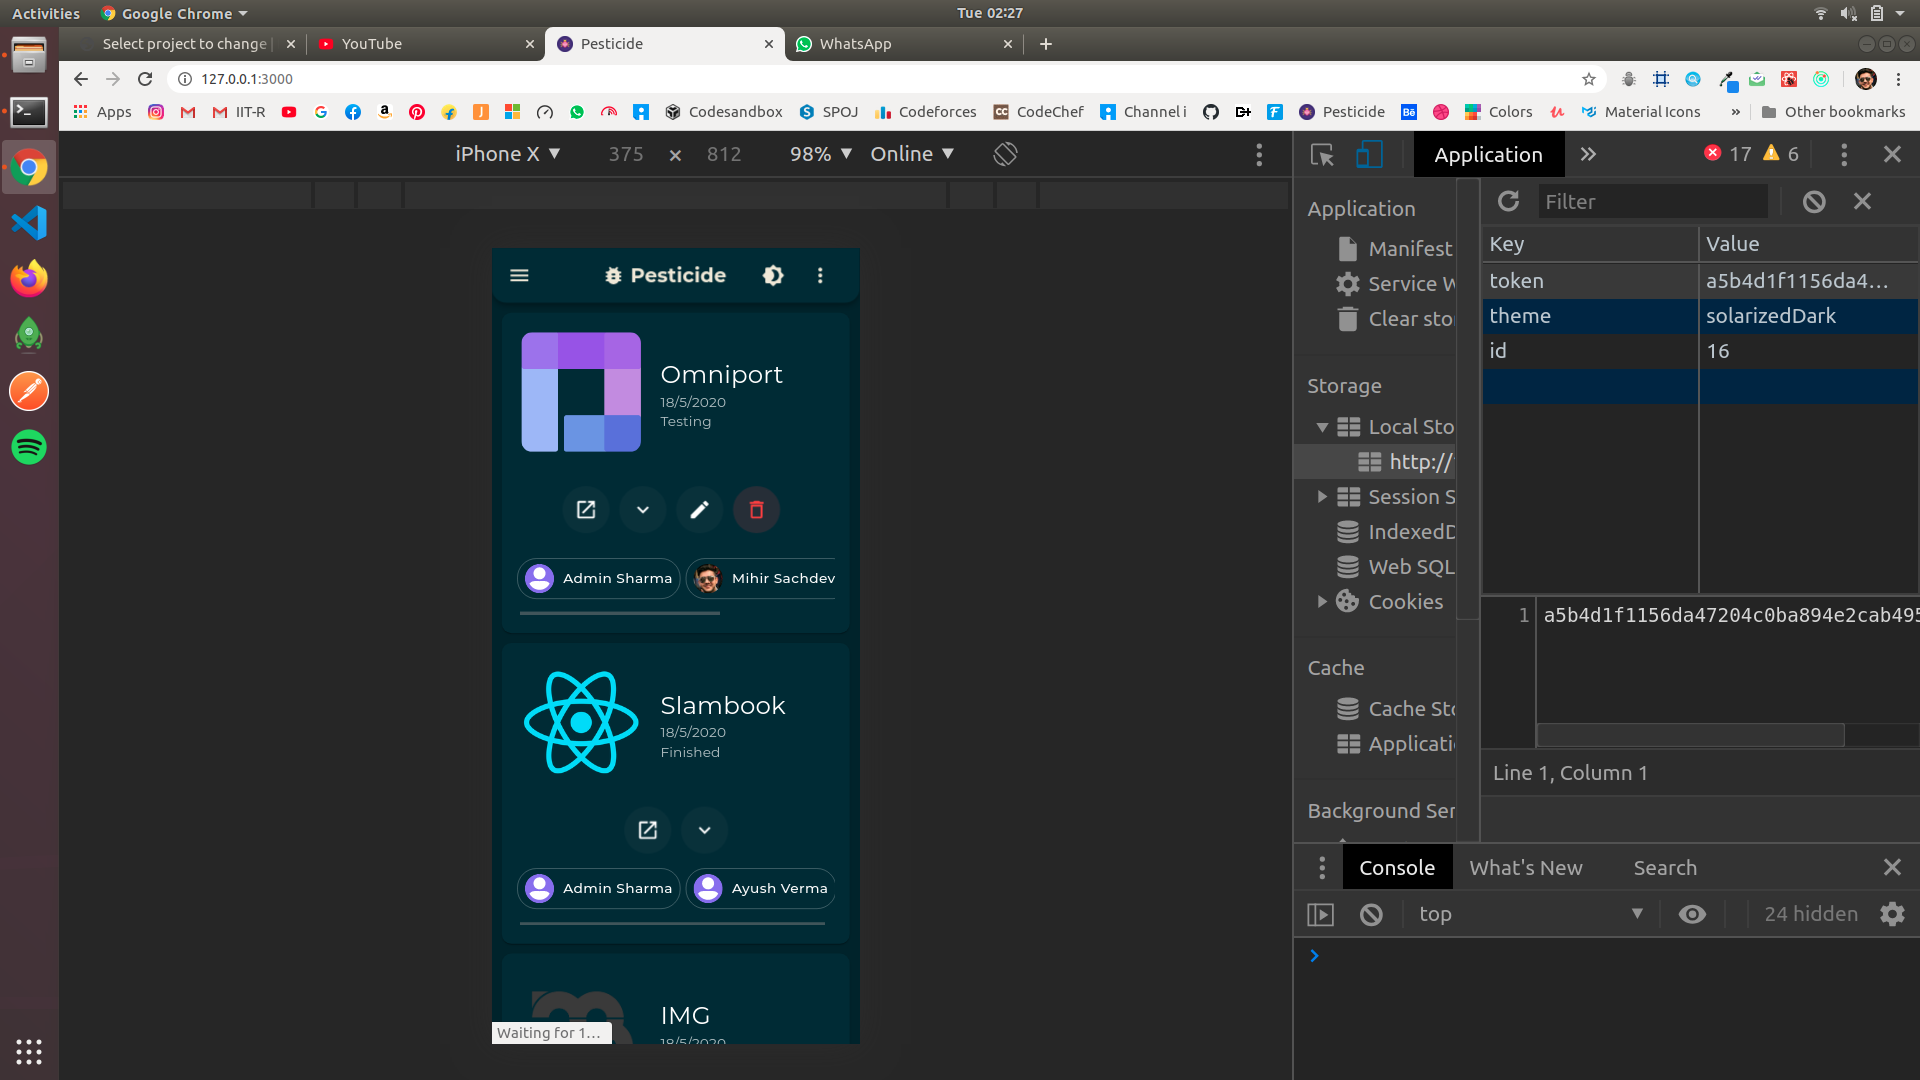 Activities Google Chrome Tue 02:27
Select project to change YouTube Pesticide WhatsApp
127.0.0.1:3000
Apps IIT-R Codesandbox SPOJ Codeforces CodeChef Channel i Pesticide Colors Material Icons » Other bookmarks
iPhone X 375 × 812 98% Online
Application » 17 6
Pesticide
Omniport
18/5/2020
Testing
Admin Sharma Mihir Sachdev
Slambook
18/5/2020
Finished
Admin Sharma Ayush Verma
IMG
18/5/2020
Waiting for 1…
Application
Manifest
Service W
Clear sto
Storage
Local Sto
http://
Session S
IndexedD
Web SQL
Cookies
Cache
Cache Sto
Applicati
Background Ser
Filter
Key Value
token a5b4d1f1156da4…
theme solarizedDark
id 16
1 a5b4d1f1156da47204c0ba894e2cab495
Line 1, Column 1
Console What's New Search
top 24 hidden